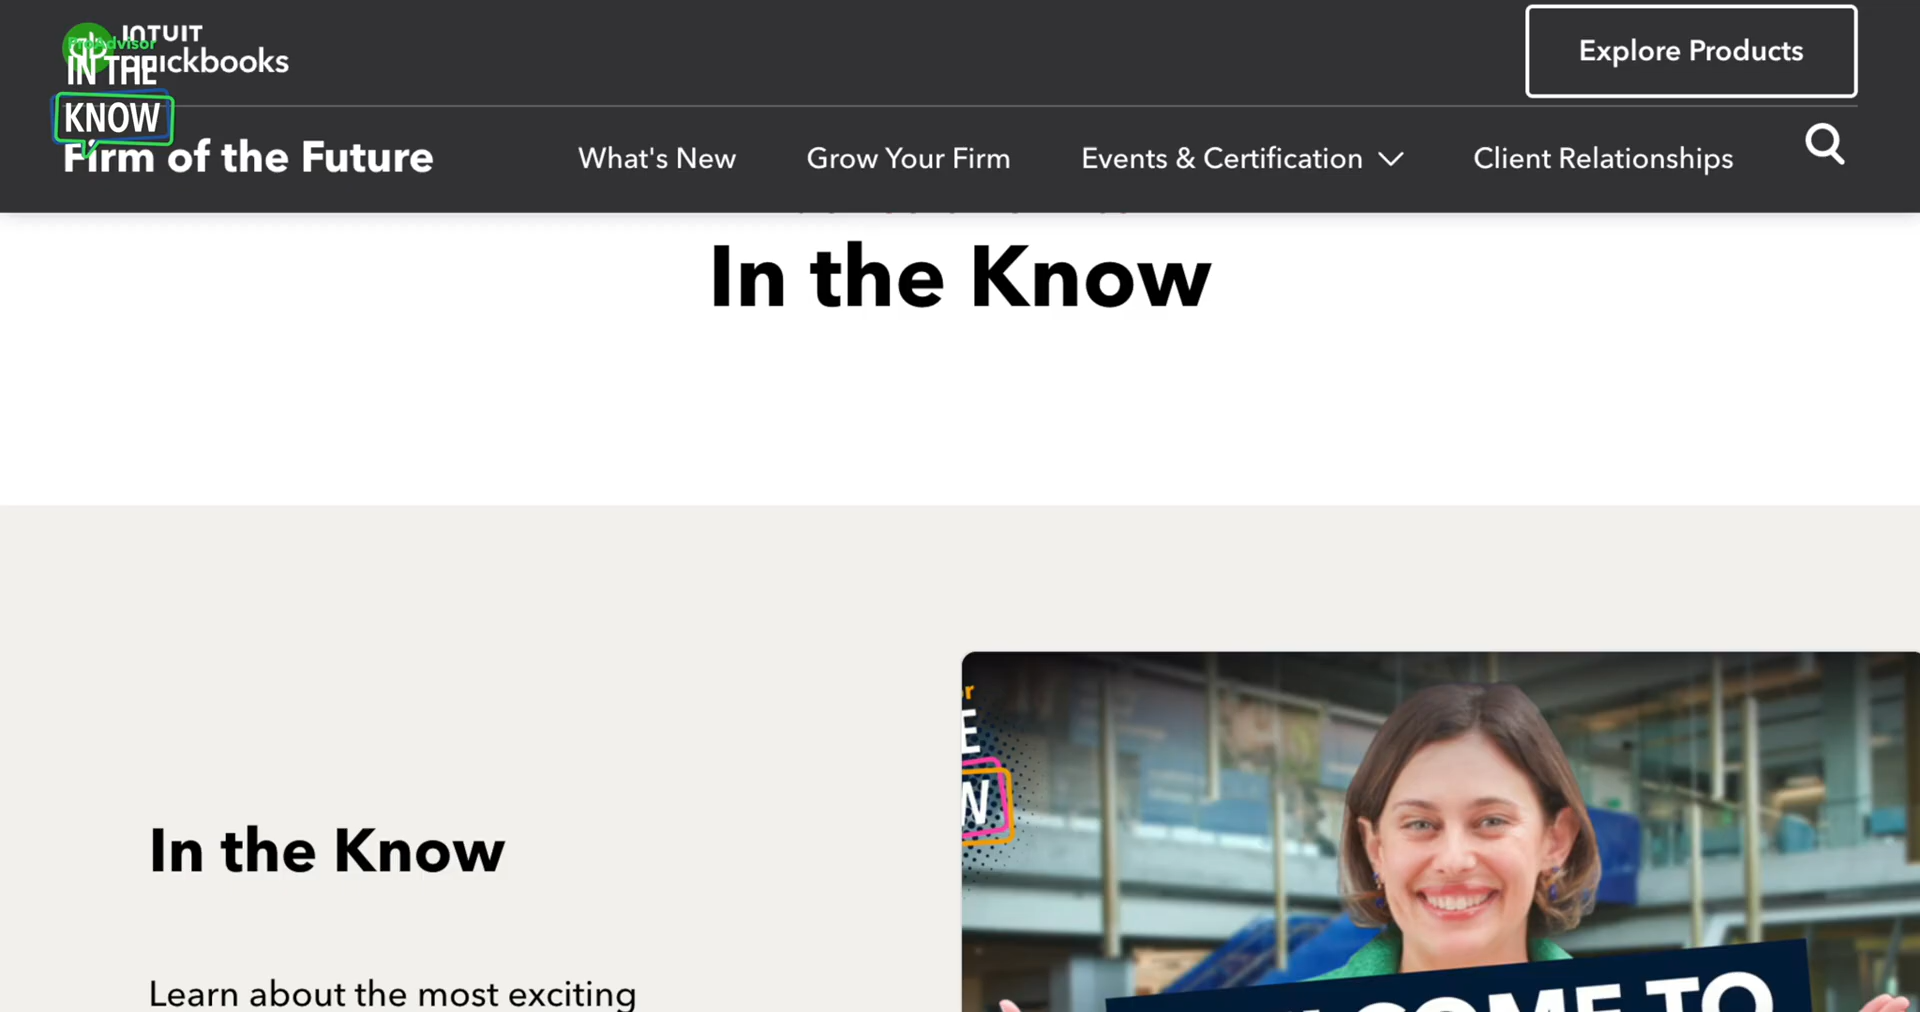 INTUIT
quickbooks
ProAdvisor
IN THE
KNOW
Explore Products
Firm of the Future
What's New
Grow Your Firm
Events & Certification
Client Relationships
In the Know
In the Know
Learn about the most exciting